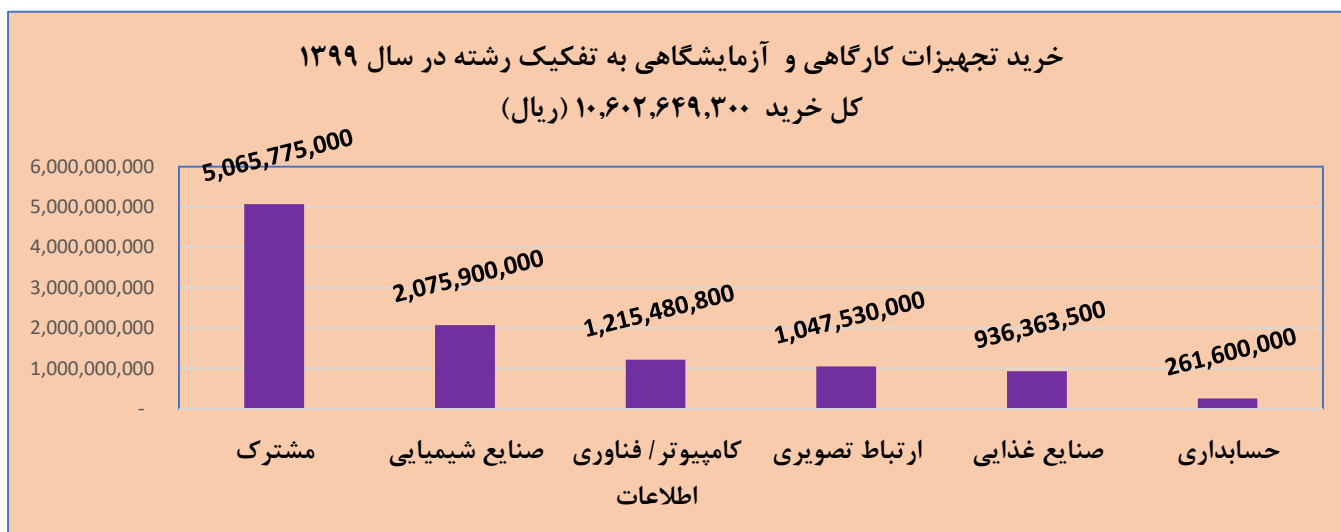 خرید تجهیزات کارگاهی و آزمایشگاهی به تفکیک رشته در سال ۱۳۹۹
کل خرید ۱۰,۶۰۲,۶۴۹,۳۰۰ (ریال)
6,000,000,000
5,000,000,000
4,000,000,000
3,000,000,000
2,000,000,000
1,000,000,000
-
5,065,775,000
2,075,900,000
1,215,480,800
1,047,530,000
936,363,500
261,600,000
مشترک
صنایع شیمیایی
کامپیوتر/ فناوری
اطلاعات
ارتباط تصویری
صنایع غذایی
حسابداری